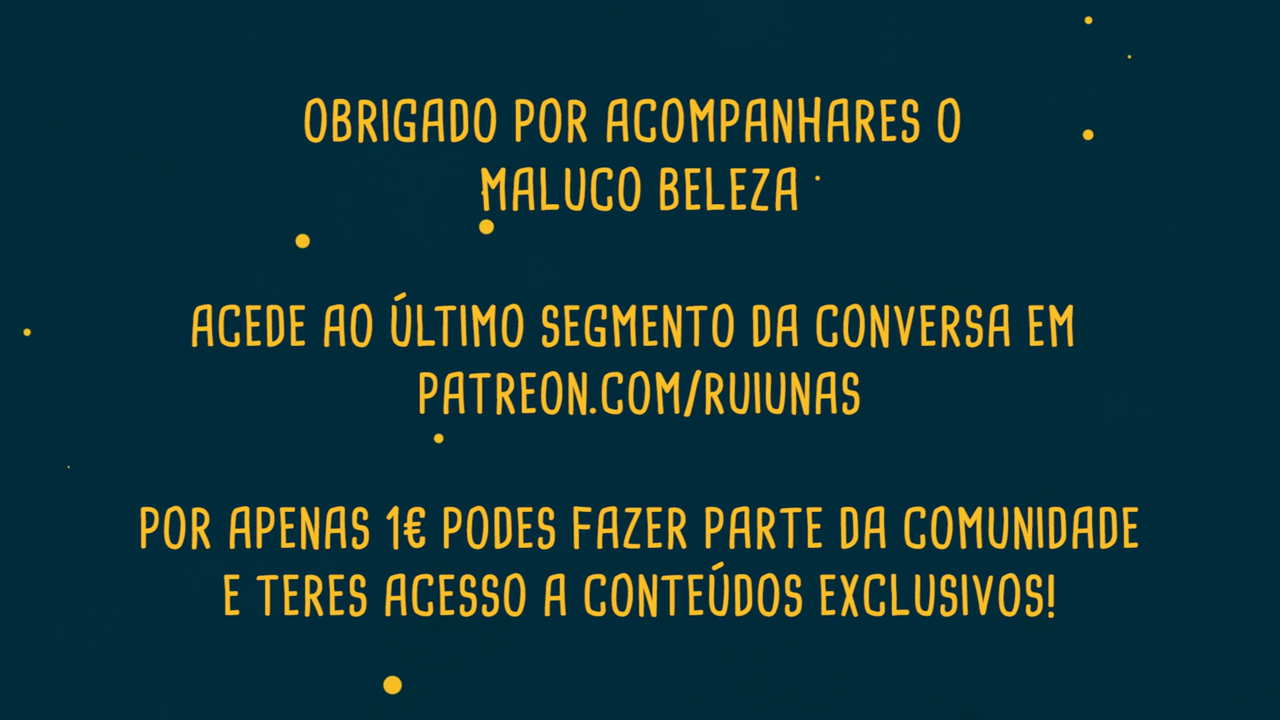 OBRIGADO POR ACOMPANHARES O
MALUCO BELEZA
ACEDE AO ÚLTIMO SEGMENTO DA CONVERSA EM
PATREON.COM/RUIUNAS
POR APENAS 1€ PODES FAZER PARTE DA COMUNIDADE
E TERES ACESSO A CONTEÚDOS EXCLUSIVOS!